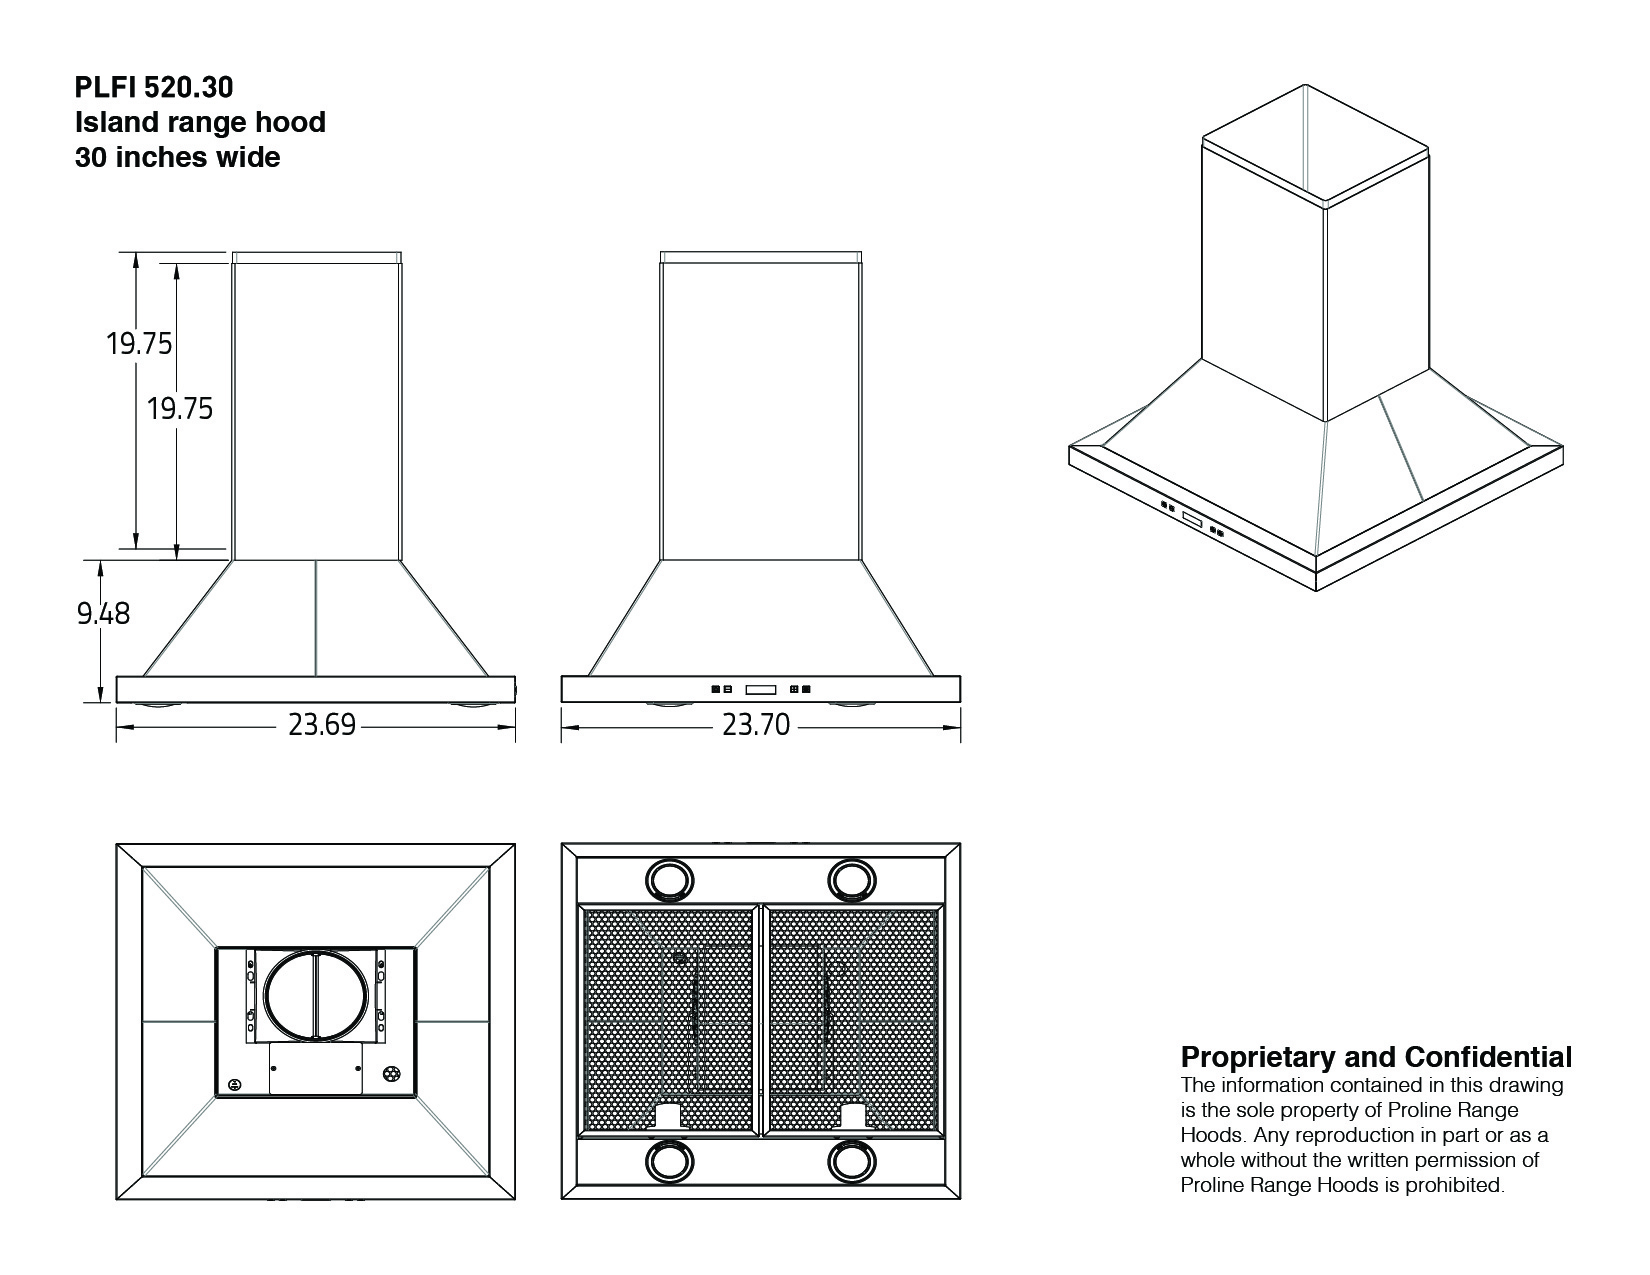 PLFI 520.30
Island range hood
30 inches wide
19.75
19.75
9.48
23.69
23.70
Proprietary and Confidential
The information contained in this drawing
is the sole property of Proline Range
Hoods. Any reproduction in part or as a
whole without the written permission of
Proline Range Hoods is prohibited.